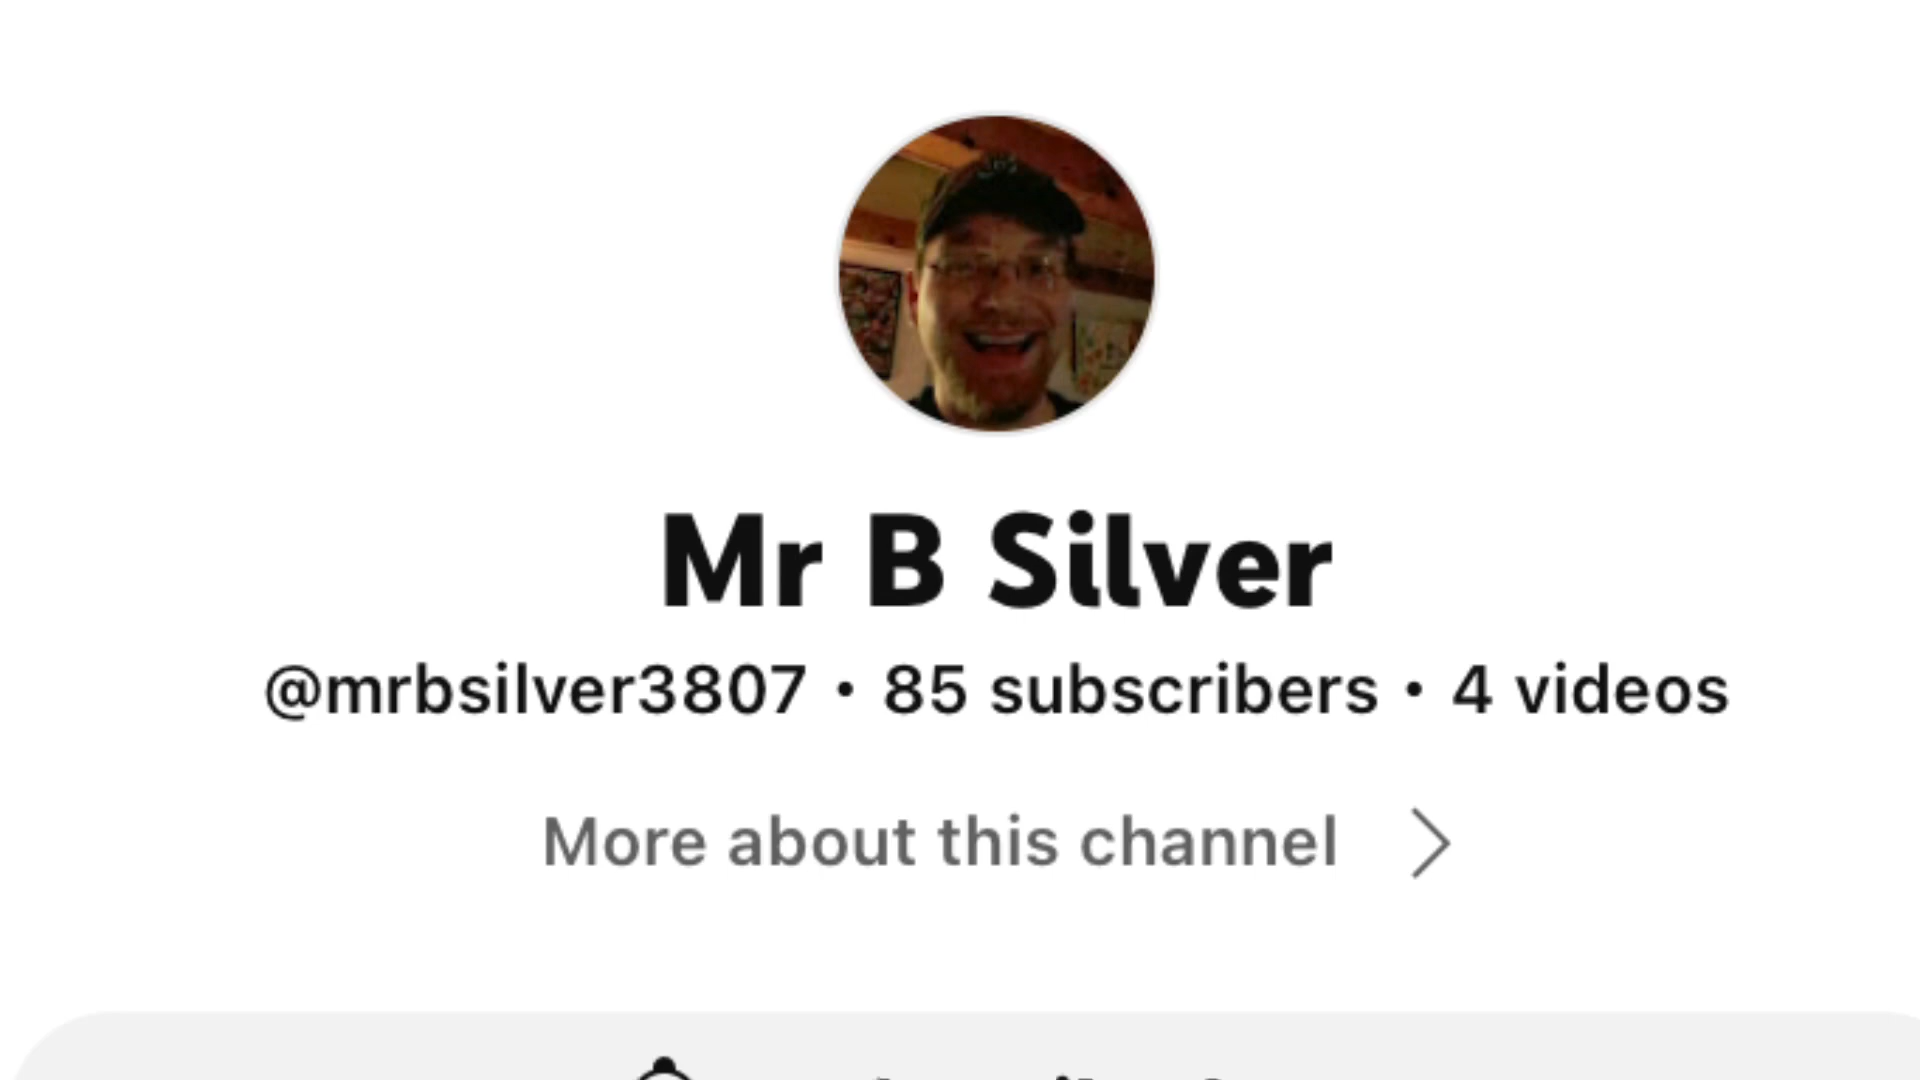 Mr B Silver
@mrbsilver3807 • 85 subscribers • 4 videos
More about this channel